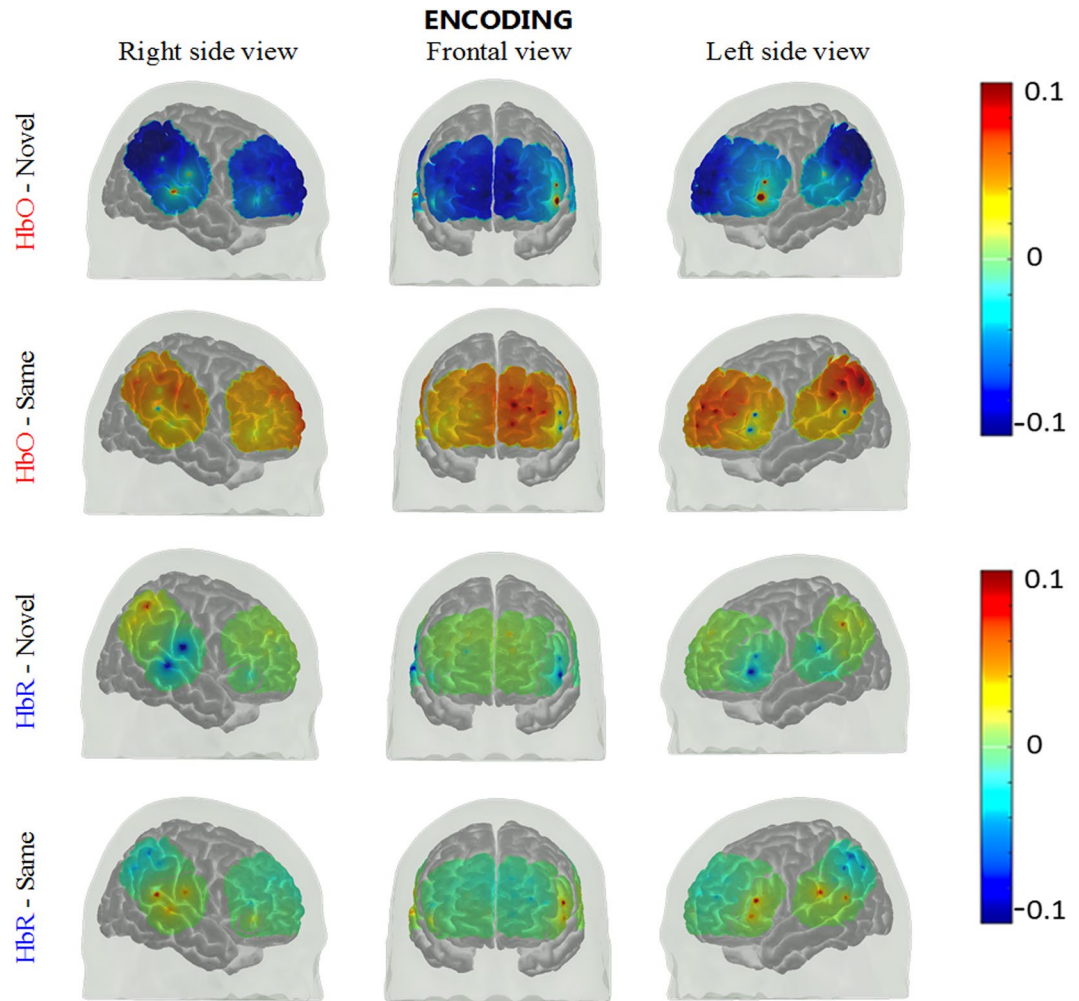 ENCODING
Right side view
Frontal view
Left side view
HbO - Novel
0.1
0
-0.1
HbO - Same
HbR - Novel
0.1
0
-0.1
HbR - Same